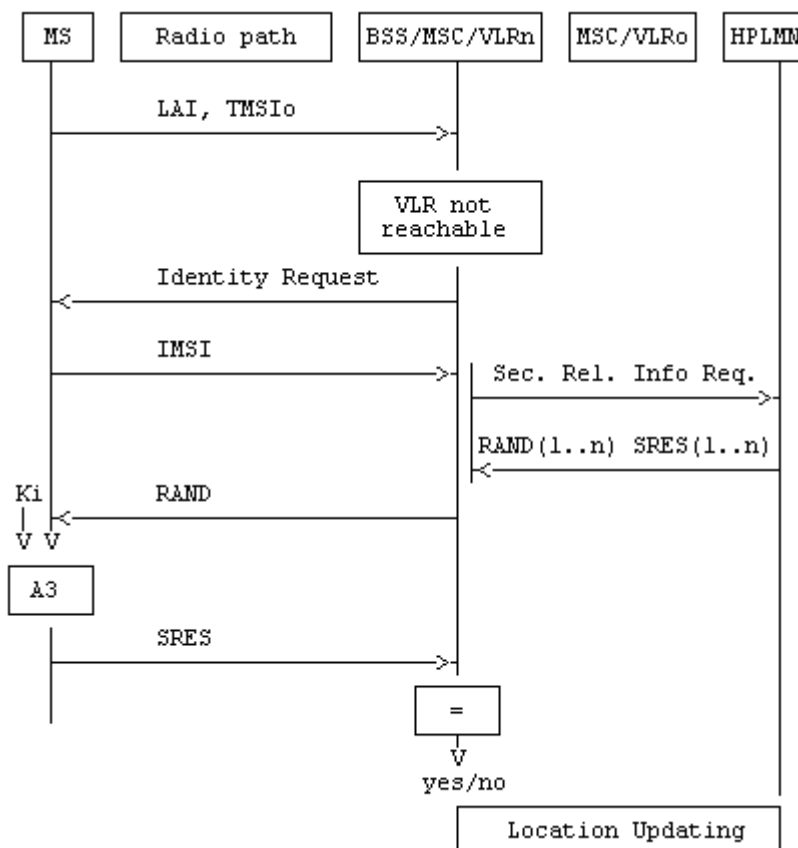 MS
Radio path
BSS/MSC/VLRn
MSC/VLRo
HPLMN
LAI, TMSIo
VLR not
reachable
Identity Request
IMSI
Sec. Rel. Info Req.
RAND(1..n) SRES(1..n)
Ki
RAND
A3
SRES
=
yes/no
Location Updating